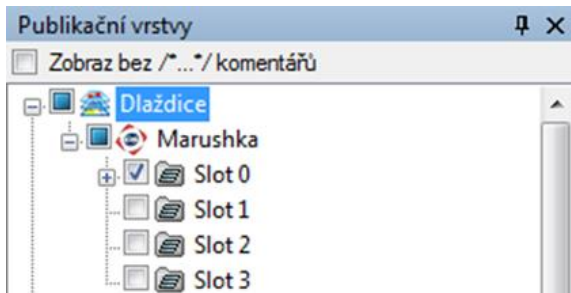 Publikační vrstvy
Zobraz bez /*...*/ komentářů
Dlaždice
Marushka
Slot 0
Slot 1
Slot 2
Slot 3